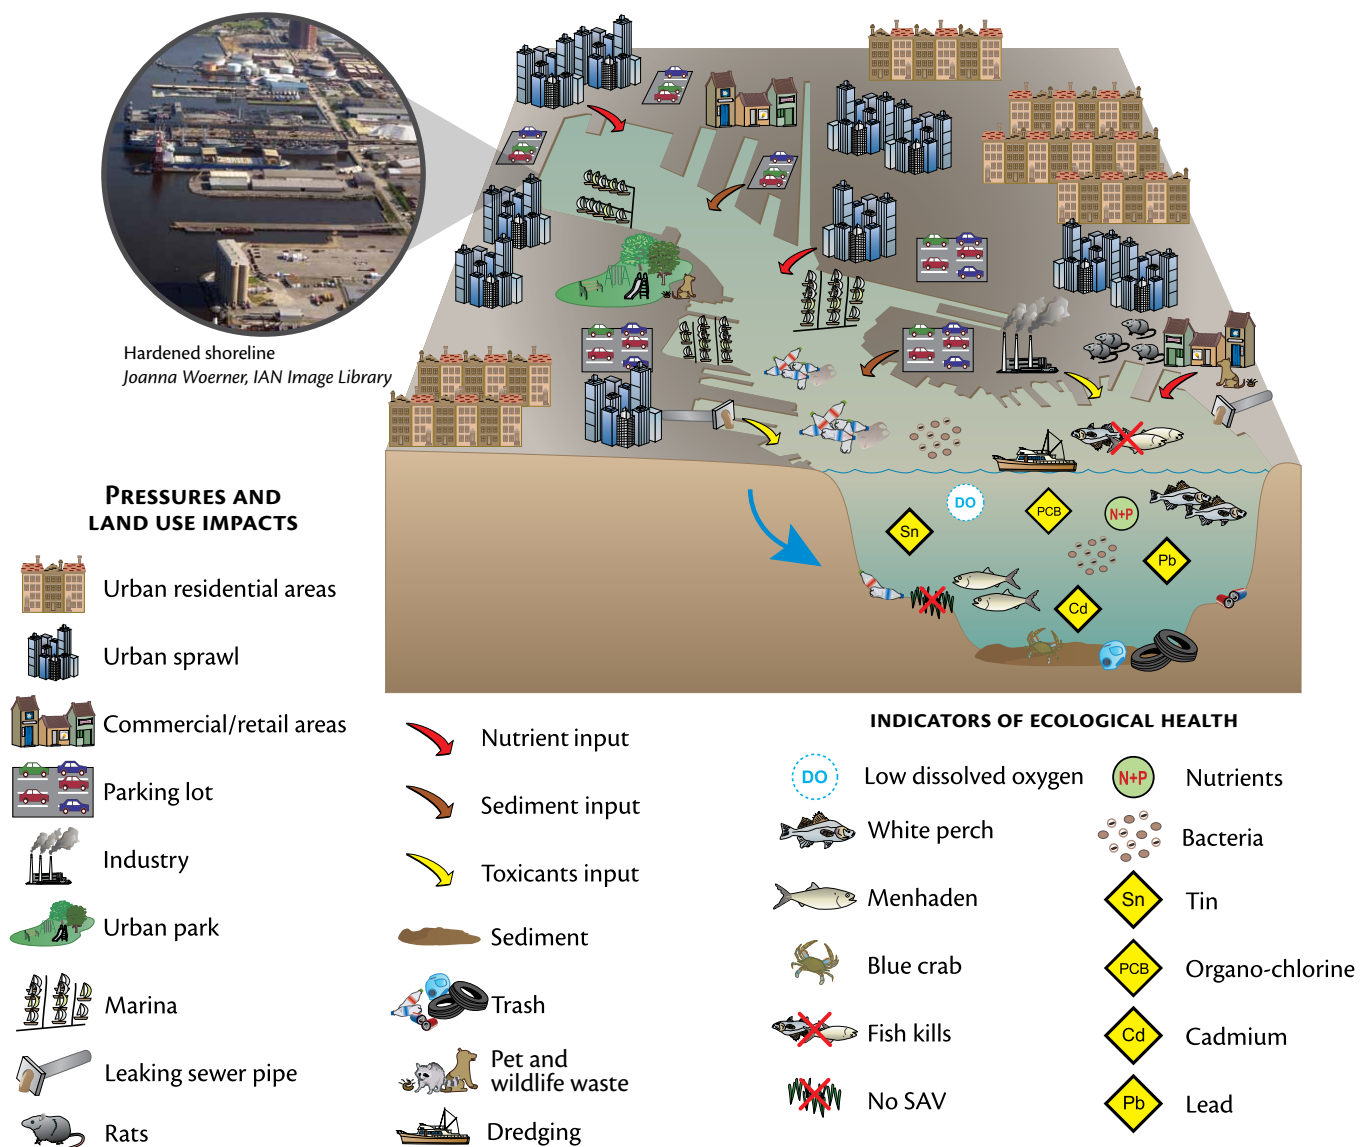 Hardened shoreline
Joanna Woerner, IAN Image Library
DO
PCB
N+P
Sn
Pb
Cd
PRESSURES AND
LAND USE IMPACTS
Urban residential areas
Urban sprawl
Commercial/retail areas
Parking lot
Industry
Urban park
Marina
Leaking sewer pipe
Rats
Nutrient input
Sediment input
Toxicants input
Sediment
Trash
Pet and
wildlife waste
Dredging
INDICATORS OF ECOLOGICAL HEALTH
DO Low dissolved oxygen
White perch
Menhaden
Blue crab
Fish kills
No SAV
N+P Nutrients
Bacteria
Sn Tin
PCB Organo-chlorine
Cd Cadmium
Pb Lead